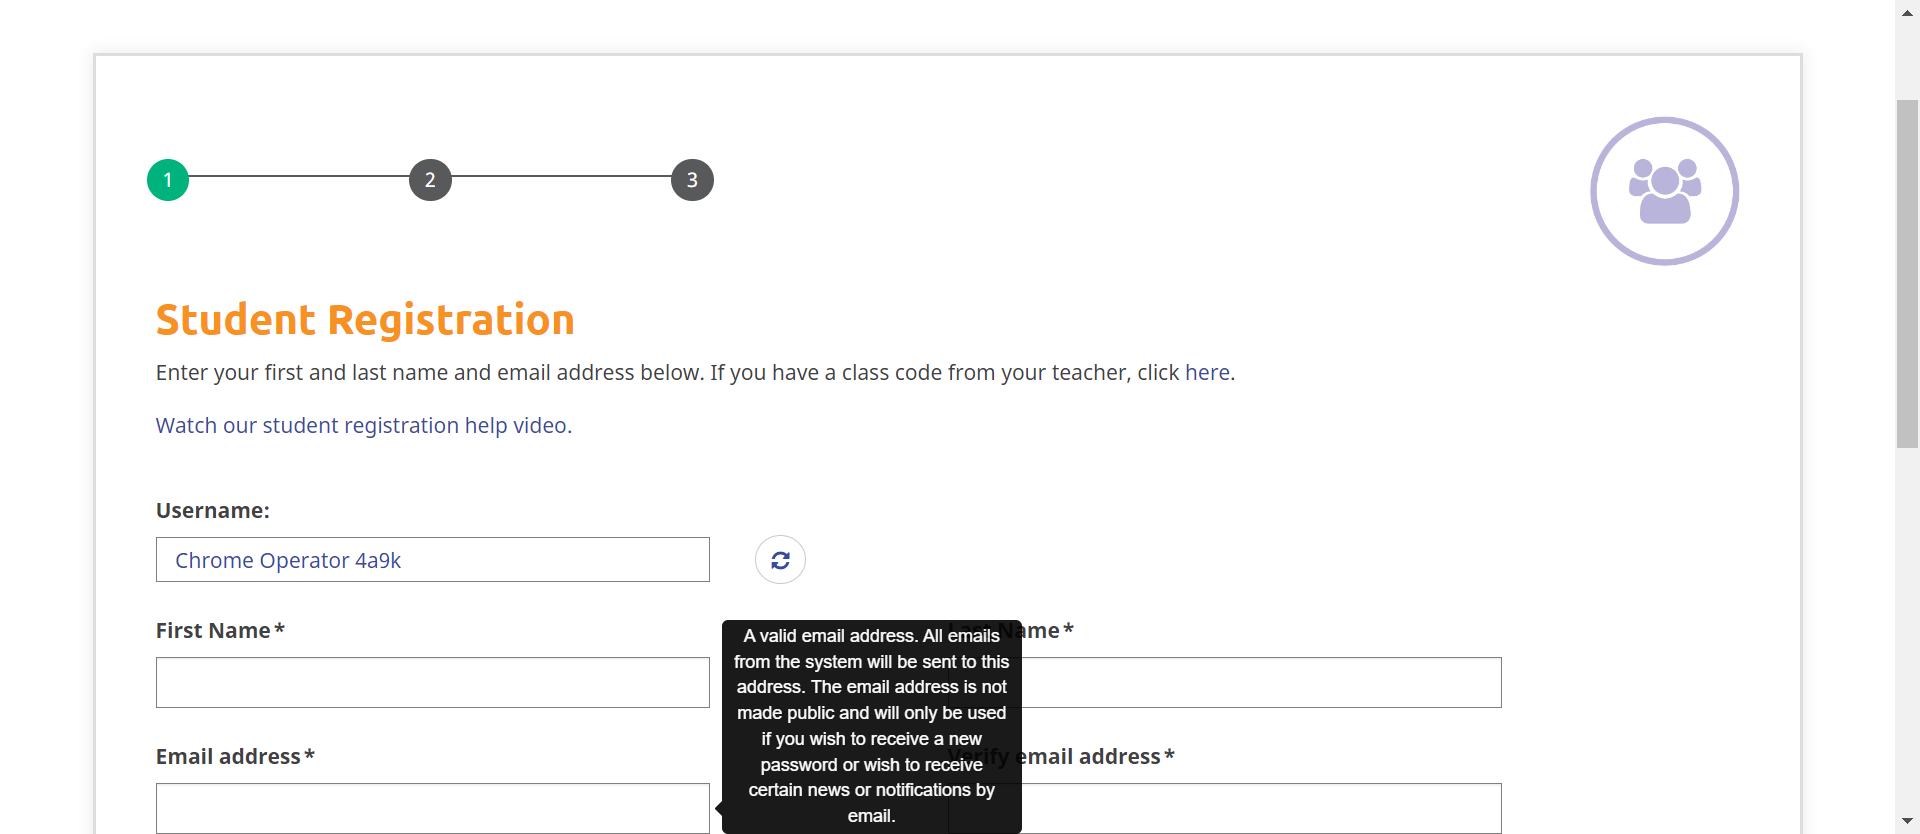 1
2
3
Student Registration
Enter your first and last name and email address below. If you have a class code from your teacher, click here.
Watch our student registration help video.
Username:
Chrome Operator 4a9k
First Name*
Last Name*
A valid email address. All emails
from the system will be sent to this
address. The email address is not
made public and will only be used
if you wish to receive a new
password or wish to receive
certain news or notifications by
email.
Email address*
Verify email address*